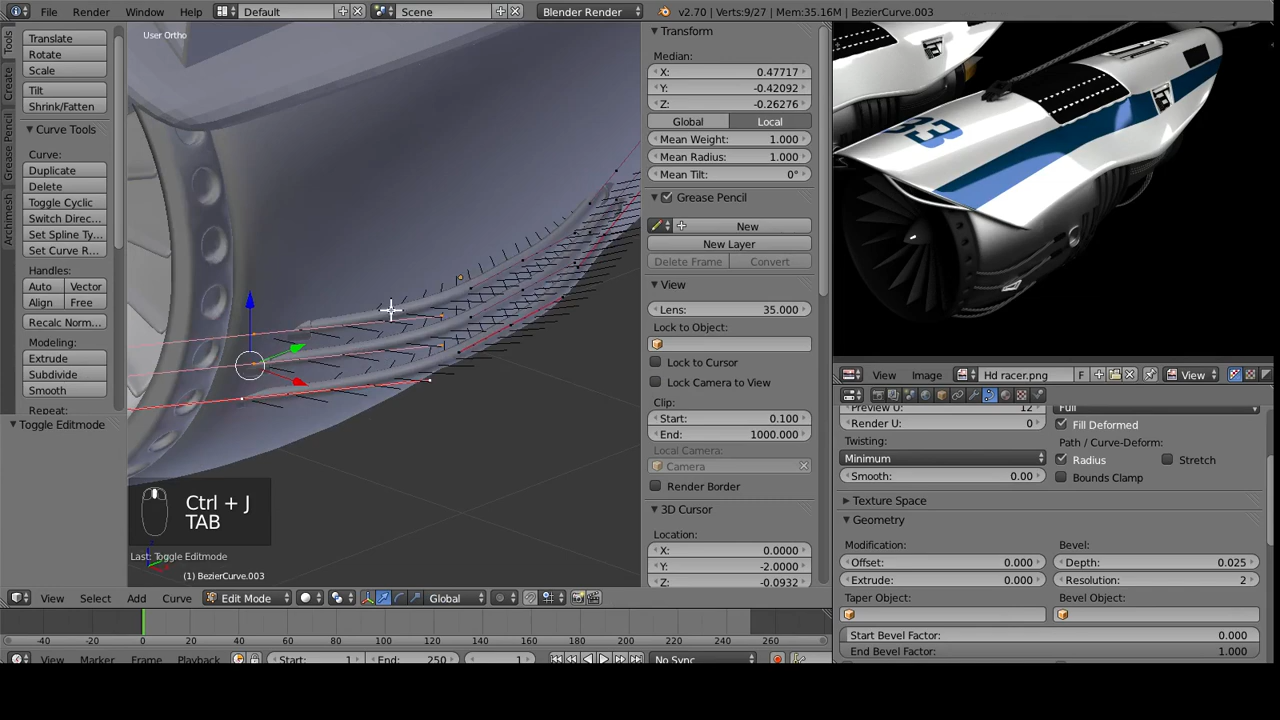 File Render Window Help Default Scene Blender Render v2.70 | Verts:9/27 | Mem:35.16M | BezierCurve.003
Tools
Create
Grease Pencil
Archimesh
Translate
Rotate
Scale
Tilt
Shrink/Fatten
Curve Tools
Curve:
Duplicate
Delete
Toggle Cyclic
Switch Direc...
Set Spline Ty...
Set Curve R...
Handles:
Auto Vector
Align Free
Recalc Norm...
Modeling:
Extrude
Subdivide
Smooth
Repeat:
Toggle Editmode
User Ortho
Ctrl + J
TAB
Last: Toggle Editmode
(1) BezierCurve.003
Transform
Median:
X: 0.47717
Y: -0.42092
Z: -0.26276
Global Local
Mean Weight: 1.000
Mean Radius: 1.000
Mean Tilt: 0°
Grease Pencil
New
New Layer
Delete Frame Convert
View
Lens: 35.000
Lock to Object:
Lock to Cursor
Lock Camera to View
Clip:
Start: 0.100
End: 1000.000
Local Camera:
Camera
Render Border
3D Cursor
Location:
X: 0.0000
Y: -2.0000
Z: -0.0932
View Select Add Curve Edit Mode Global
-40 -20 0 20 40 60 80 100 120 140 160 180 200 220 240 260
View Marker Frame Playback Start: 1 End: 250 1 No Sync
33
View Image Hd racer.png F View
Preview U: 12
Render U: 0
Full
Fill Deformed
Twisting:
Minimum
Smooth: 0.00
Path / Curve-Deform:
Radius Stretch
Bounds Clamp
Texture Space
Geometry
Modification:
Offset: 0.000
Extrude: 0.000
Bevel:
Depth: 0.025
Resolution: 2
Taper Object:
Bevel Object:
Start Bevel Factor: 0.000
End Bevel Factor: 1.000